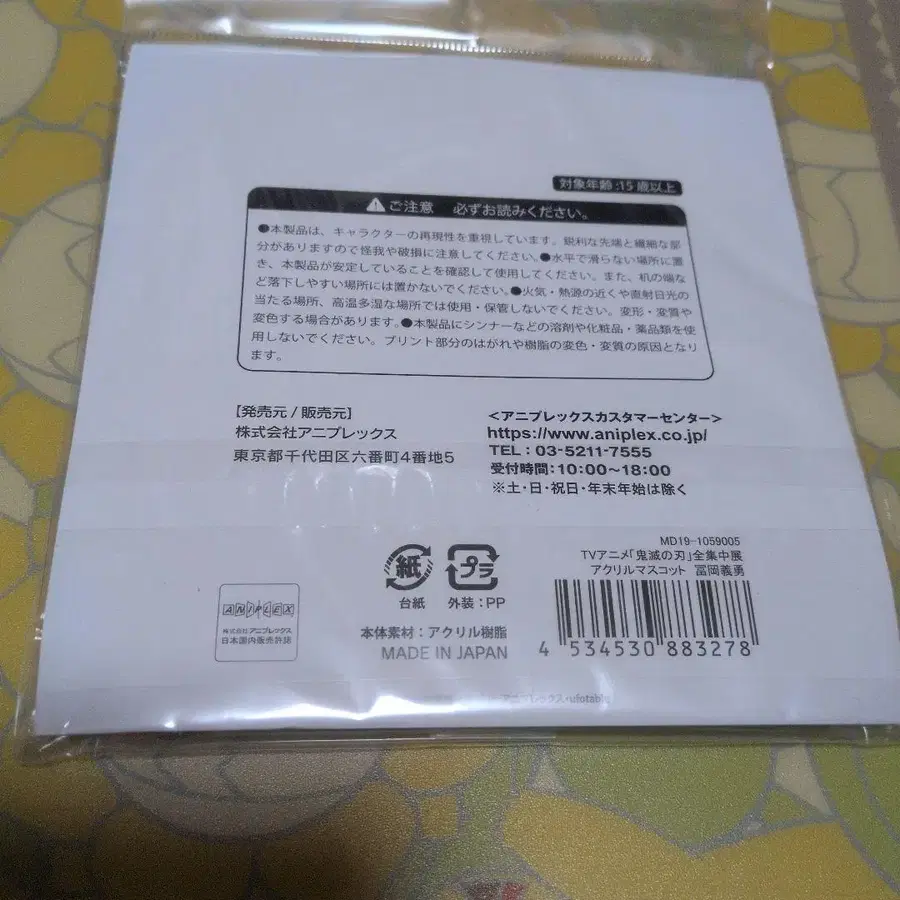 対象年齢:15歳以上
ご注意 必ずお読みください。
●本製品は、キャラクターの再現性を重視しています。鋭利な先端と繊細な部
分がありますので怪我や破損に注意してください。●水平で滑らない場所に置
き、本製品が安定していることを確認して使用してください。また、机の端な
ど落下しやすい場所には置かないでください。●火気・熱源の近くや直射日光の
当たる場所、高温多湿な場所では使用・保管しないでください。変形・変質や
変色する場合があります。●本製品にシンナーなどの溶剤や化粧品・薬品類を使
用しないでください。プリント部分のはがれや樹脂の変色・変質の原因となり
ます。
[発売元/販売元]
株式会社アニプレックス
東京都千代田区六番町4番地5
<アニプレックスカスタマーセンター>
https://www.aniplex.co.jp/
TEL:03-5211-7555
受付時間:10:00~18:00
※土・日・祝日・年末年始は除く
MD19-1059005
TVアニメ「鬼滅の刃」全集中展
アクリルマスコット 冨岡義勇
紙
台紙
プラ
外装:PP
本体素材:アクリル樹脂
MADE IN JAPAN
4 534530 883278
ANIPLEX
株式会社アニプレックス
日本国内販売許諾
アニプレックス・ufotable